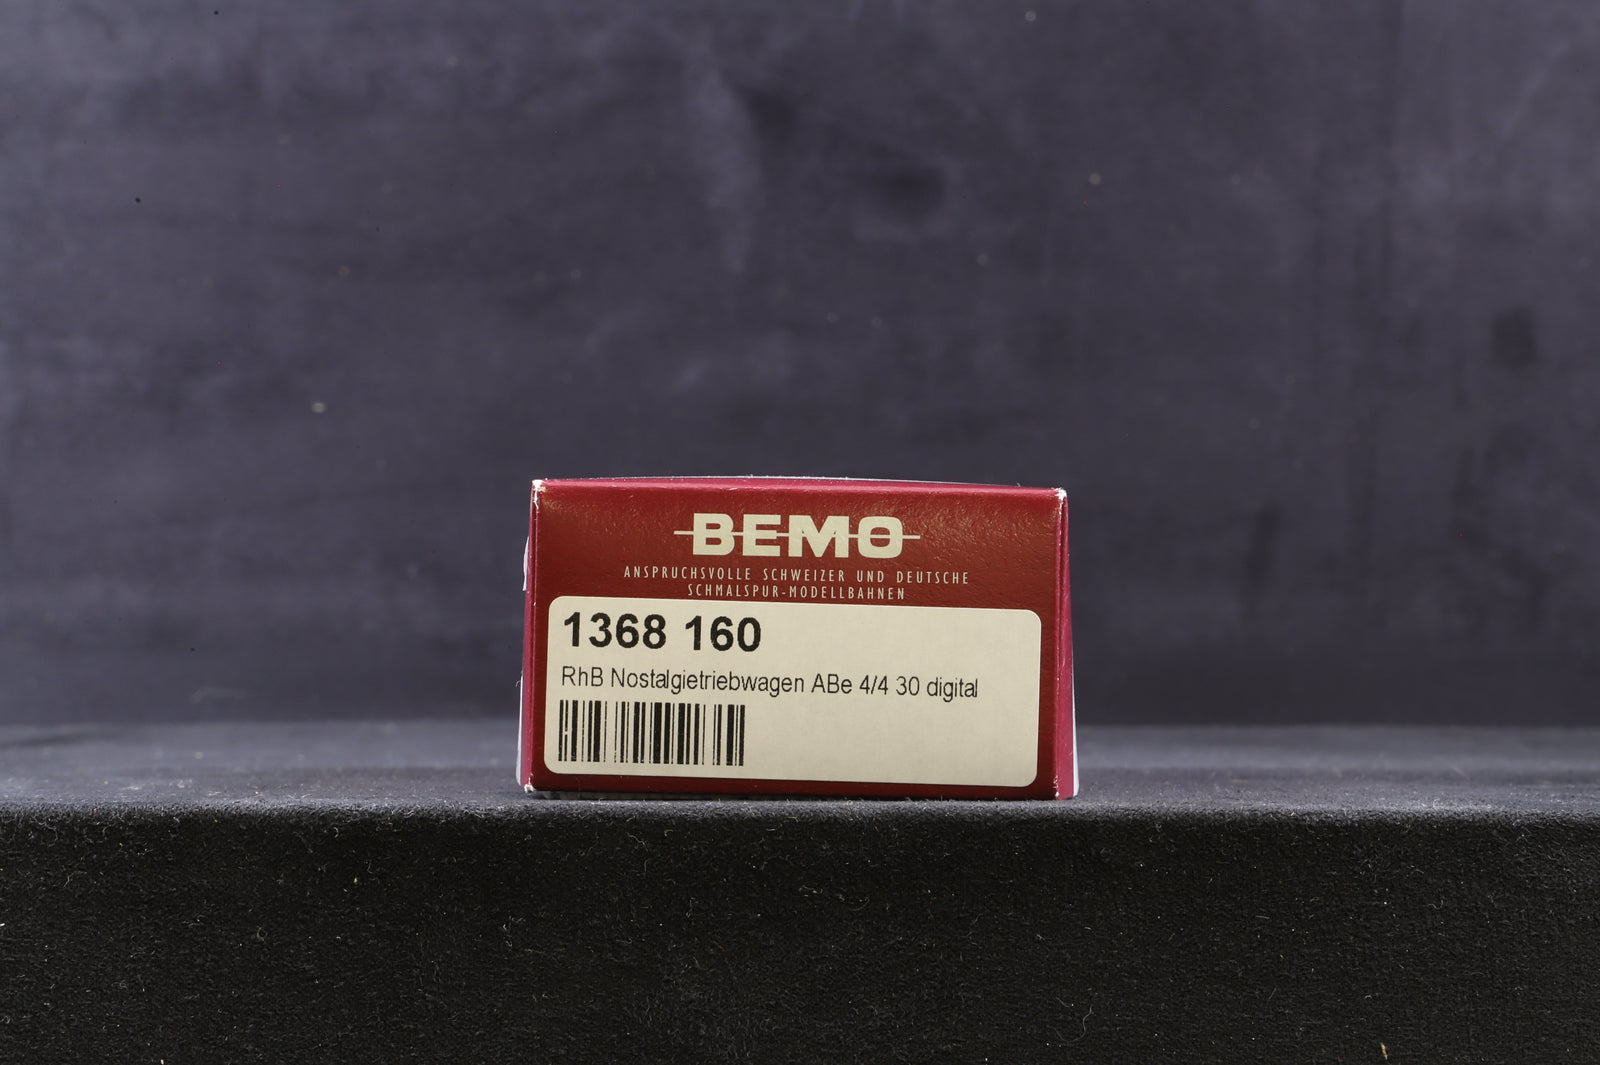 BEMO
ANSPRUCHSVOLLE SCHWEIZER UND DEUTSCHE
SCHMALSPUR-MODELLBAHNEN
1368 160
RhB Nostalgietriebwagen ABe 4/4 30 digital